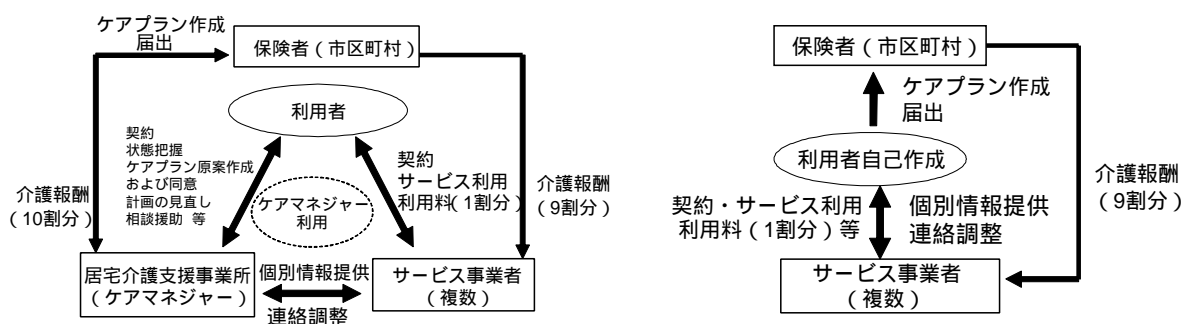 ケアプラン作成
届出
保険者（市区町村）
利用者
契約
状態把握
ケアプラン原案作成
および同意
計画の見直し
相談援助 等
契約
サービス利用
利用料（1割分）
介護報酬
（10割分）
介護報酬
（9割分）
ケアマネジャー
利用
居宅介護支援事業所
（ケアマネジャー）
個別情報提供
連絡調整
サービス事業者
（複数）
保険者（市区町村）
ケアプラン作成
届出
利用者自己作成
介護報酬
（9割分）
契約・サービス利用
利用料（1割分）等
個別情報提供
連絡調整
サービス事業者
（複数）